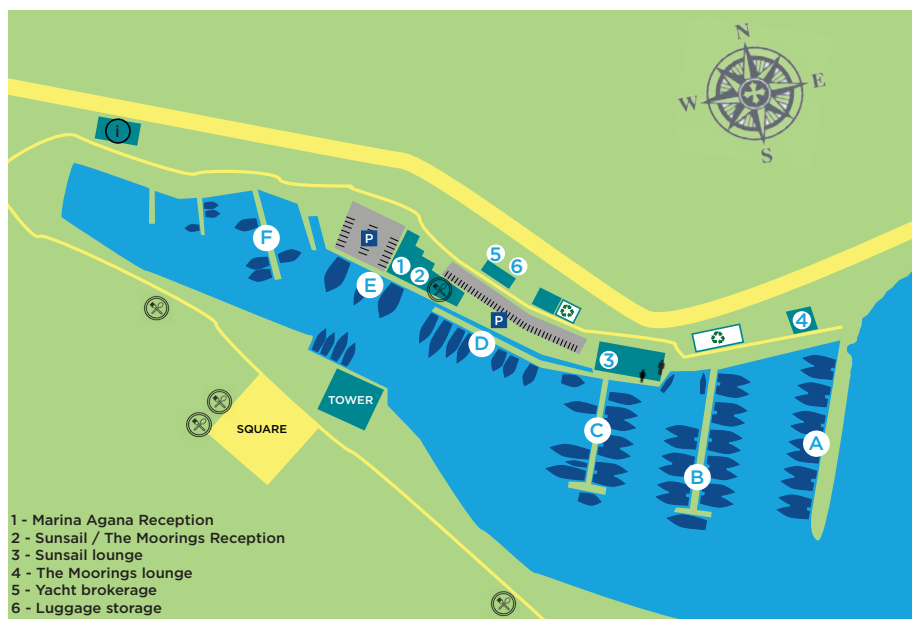 N
W
E
S
i
F
P
1
2
E
5
6
P
D
4
3
TOWER
SQUARE
C
A
B
1 - Marina Agana Reception
2 - Sunsail / The Moorings Reception
3 - Sunsail lounge
4 - The Moorings lounge
5 - Yacht brokerage
6 - Luggage storage